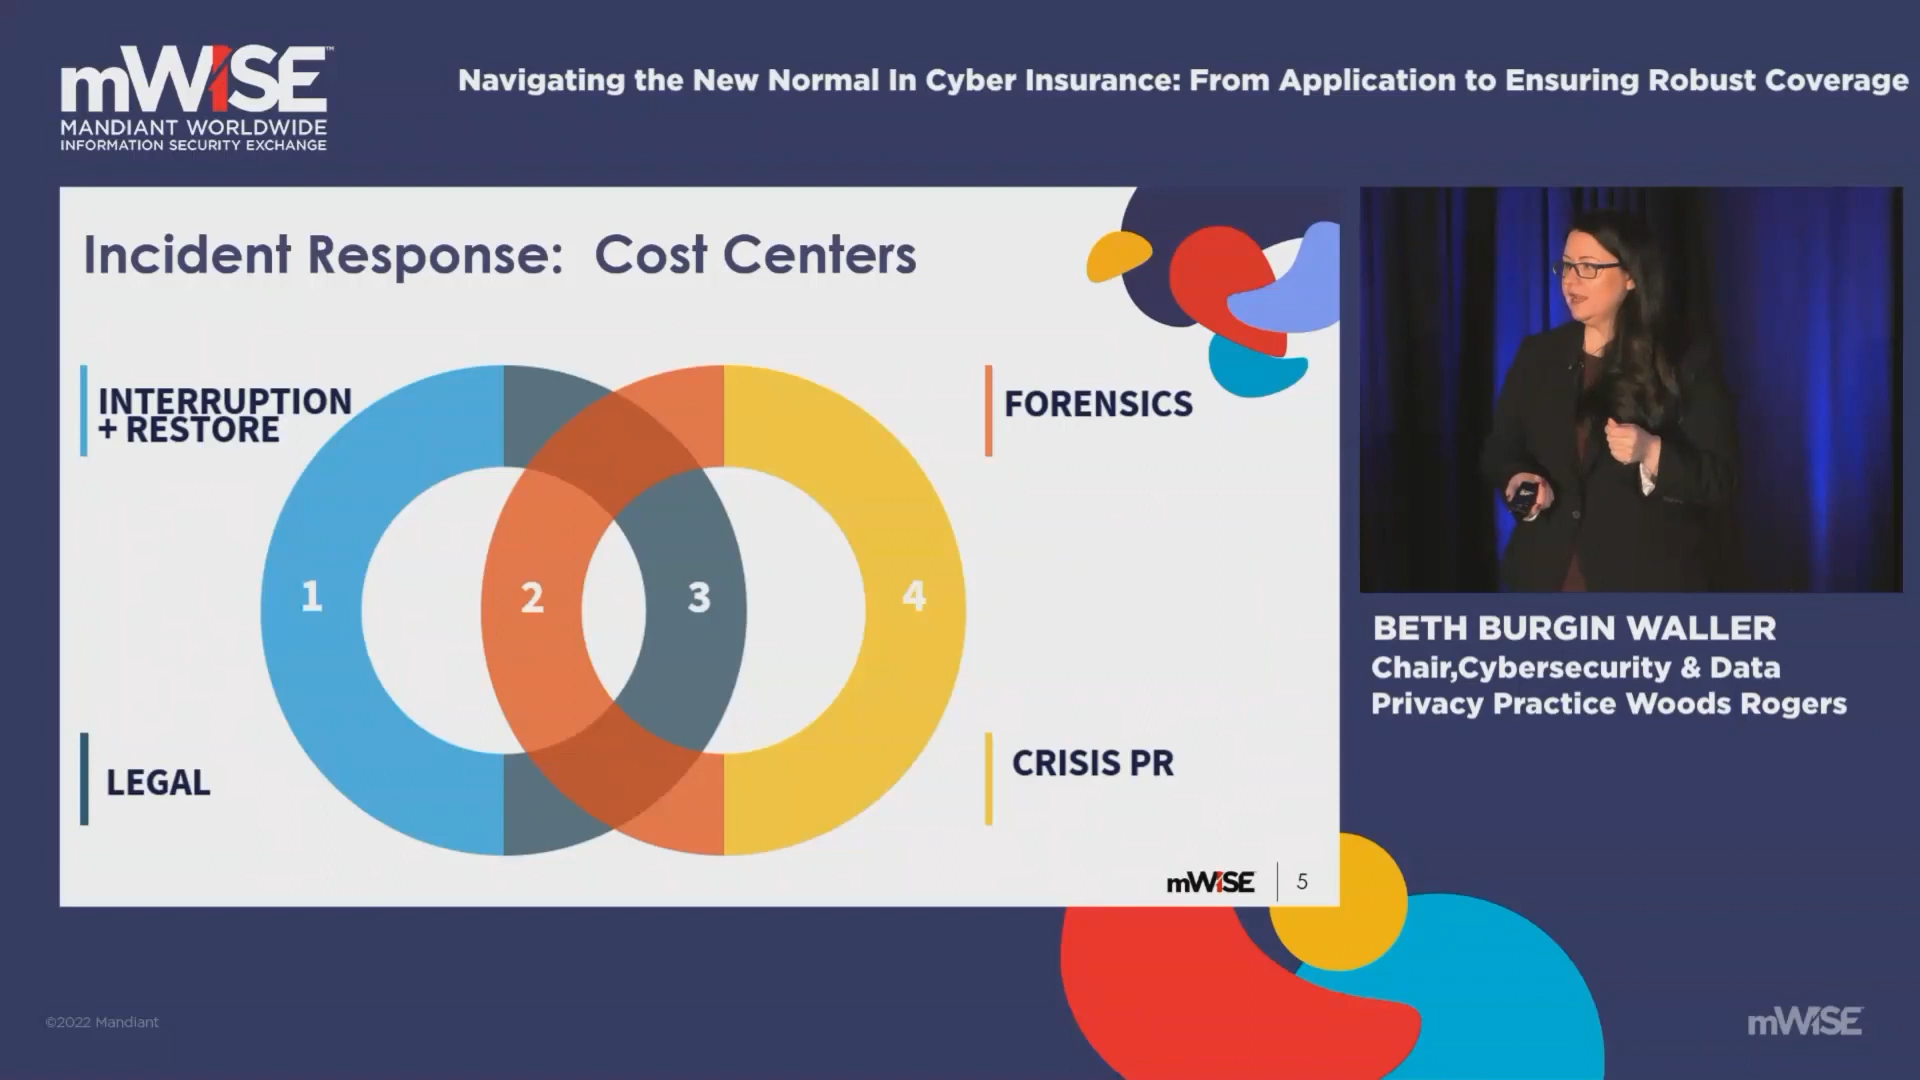 mWISE™
MANDIANT WORLDWIDE
INFORMATION SECURITY EXCHANGE
Navigating the New Normal In Cyber Insurance: From Application to Ensuring Robust Coverage
Incident Response: Cost Centers
INTERRUPTION
+ RESTORE
FORENSICS
1
2
3
4
LEGAL
CRISIS PR
mWISE
5
BETH BURGIN WALLER
Chair,Cybersecurity & Data
Privacy Practice Woods Rogers
©2022 Mandiant
mWISE